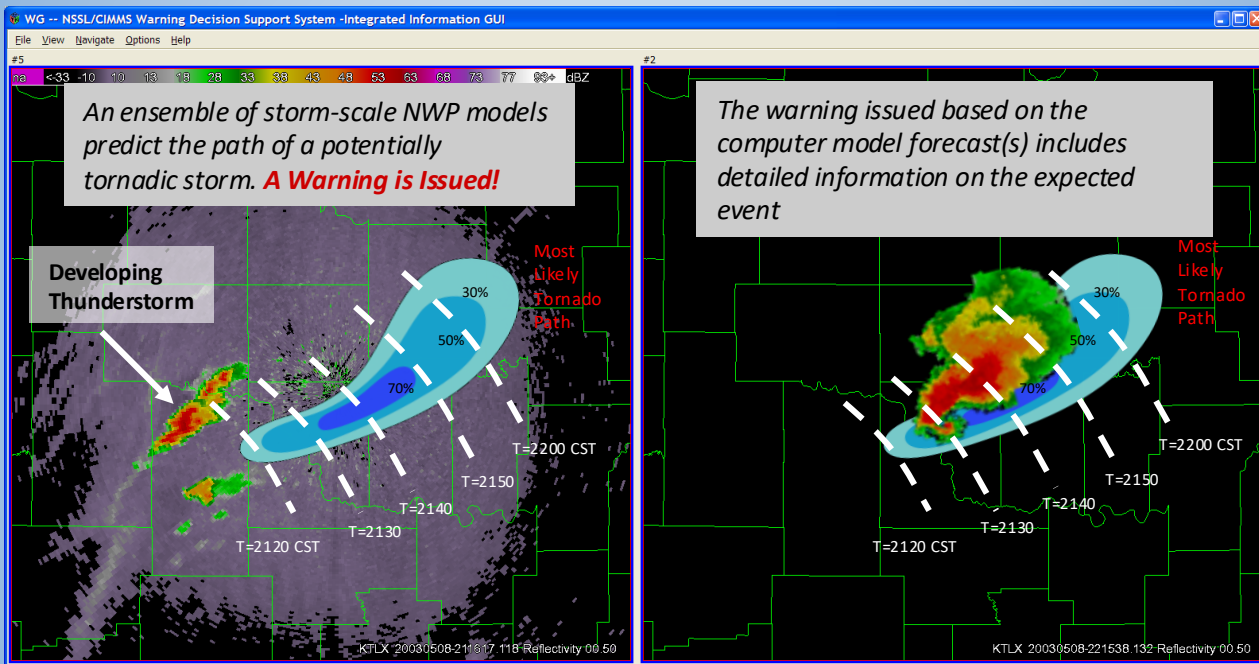 WG -- NSSL/CIMMS Warning Decision Support System -Integrated Information GUI
File View Navigate Options Help
#5
na <-33 -10 10 13 18 28 33 38 43 48 53 63 68 73 77 93+ dBZ
An ensemble of storm-scale NWP models
predict the path of a potentially
tornadic storm. A Warning is Issued!
Developing
Thunderstorm
Most
Likely
Tornado
Path
30%
50%
70%
T=2200 CST
T=2150
T=2140
T=2130
T=2120 CST
KTLX 20030508-211617.118 Reflectivity 00.50
#2
The warning issued based on the
computer model forecast(s) includes
detailed information on the expected
event
Most
Likely
Tornado
Path
30%
50%
70%
T=2200 CST
T=2150
T=2140
T=2130
T=2120 CST
KTLX 20030508-221538.132 Reflectivity 00.50